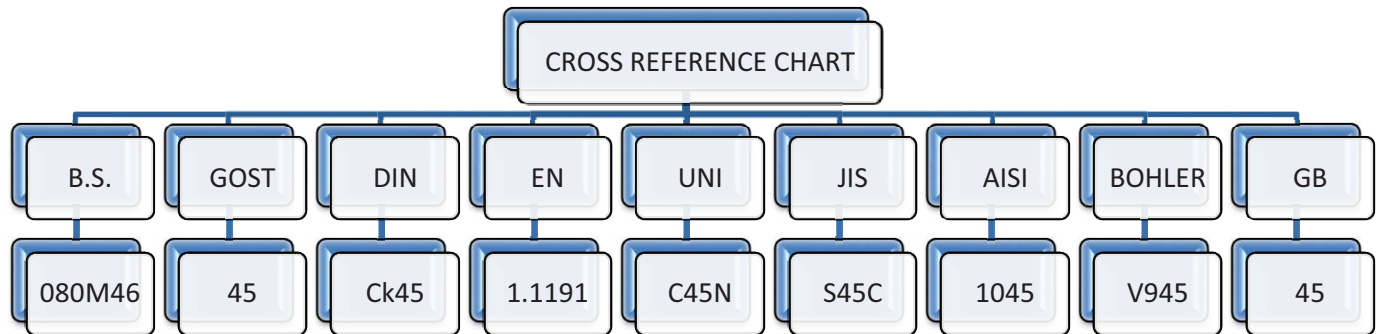 CROSS REFERENCE CHART
B.S. GOST DIN EN UNI JIS AISI BOHLER GB
080M46 45 Ck45 1.1191 C45N S45C 1045 V945 45